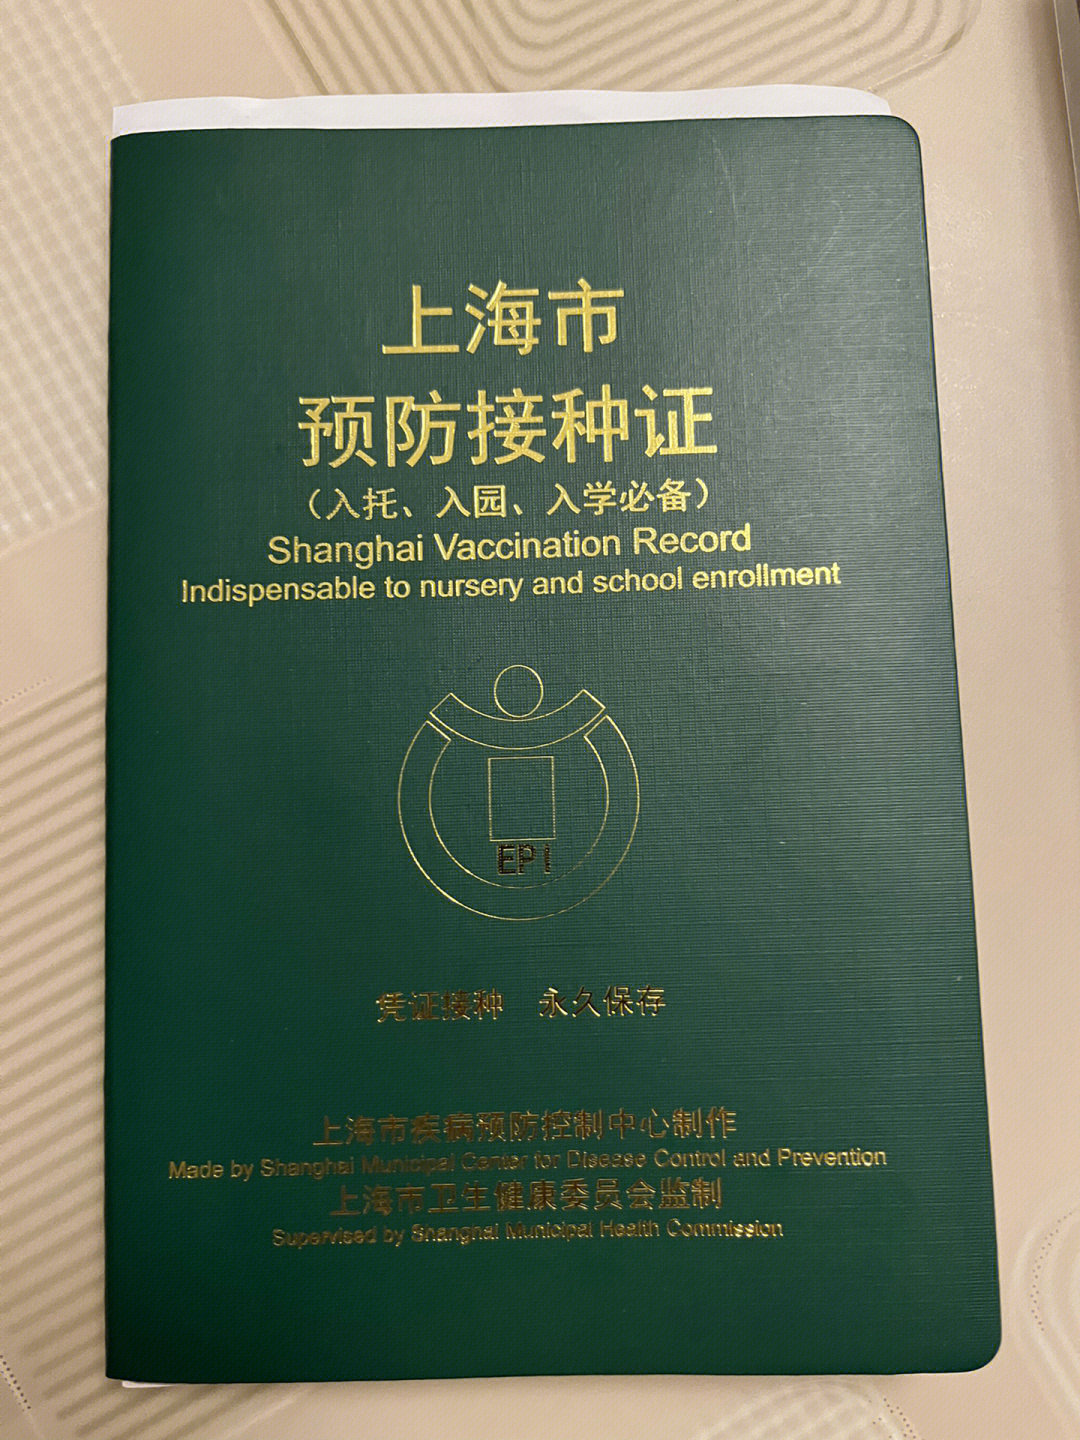 上海市
预防接种证
（入托、入园、入学必备）
Shanghai Vaccination Record
Indispensable to nursery and school enrollment
EPI
凭证接种 永久保存
上海市疾病预防控制中心制作
Made by Shanghai Municipal Center for Disease Control and Prevention
上海市卫生健康委员会监制
Supervised by Shanghai Municipal Health Commission